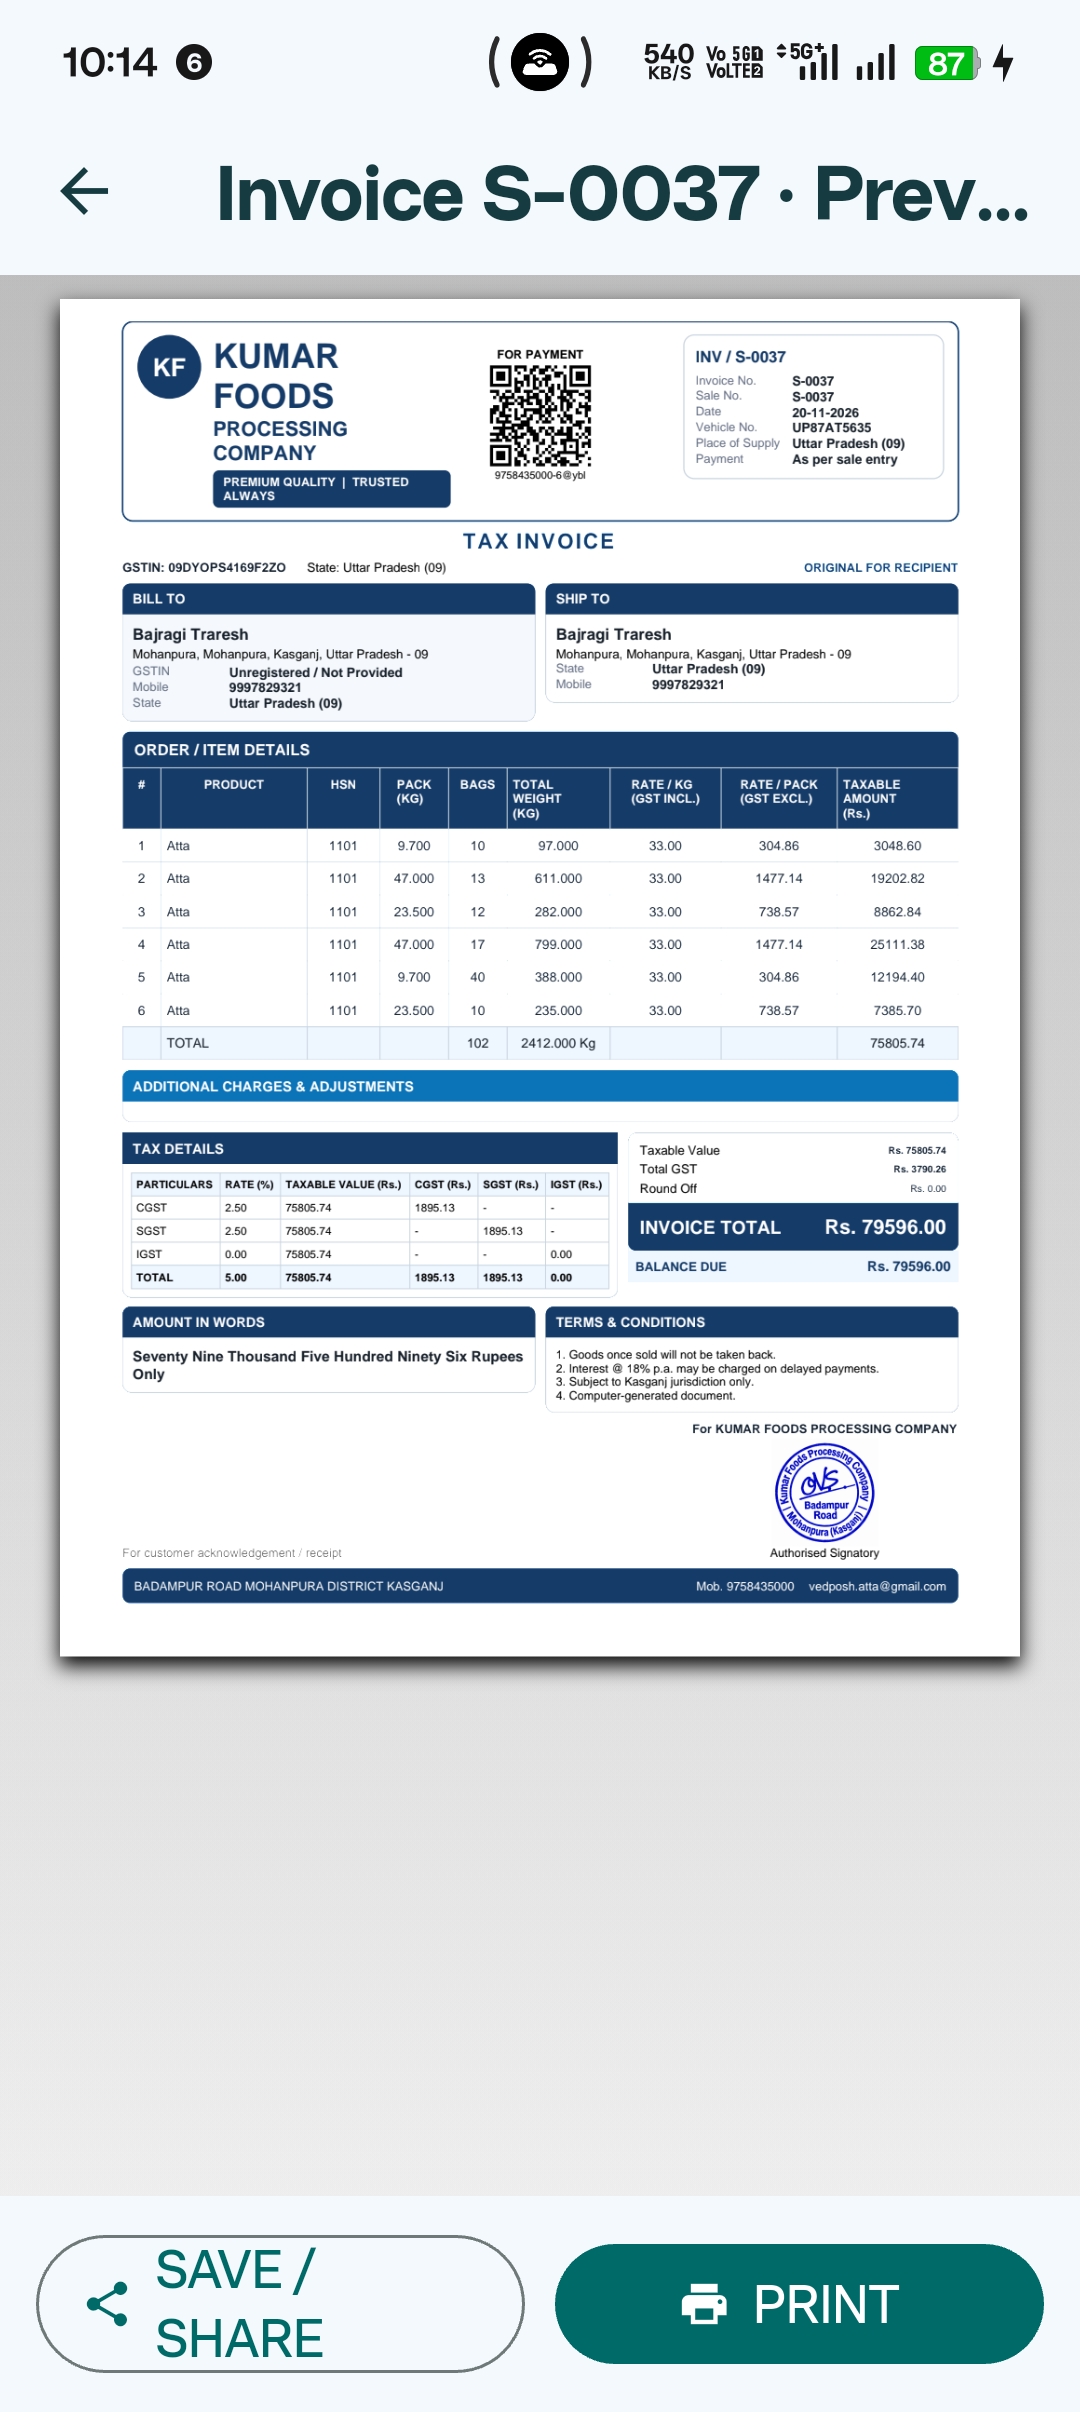 10:14 6 540 KB/S Vo 5G 1 VoLTE 2 5G+ 87
Invoice S-0037 · Prev...
KF
KUMAR
FOODS
PROCESSING
COMPANY
PREMIUM QUALITY | TRUSTED
ALWAYS
FOR PAYMENT
9758435000-6@ybl
INV / S-0037
Invoice No. S-0037
Sale No. S-0037
Date 20-11-2026
Vehicle No. UP87AT5635
Place of Supply Uttar Pradesh (09)
Payment As per sale entry
TAX INVOICE
GSTIN: 09DYOPS4169F2ZO State: Uttar Pradesh (09) ORIGINAL FOR RECIPIENT
BILL TO
Bajragi Traresh
Mohanpura, Mohanpura, Kasganj, Uttar Pradesh - 09
GSTIN Unregistered / Not Provided
Mobile 9997829321
State Uttar Pradesh (09)
SHIP TO
Bajragi Traresh
Mohanpura, Mohanpura, Kasganj, Uttar Pradesh - 09
State Uttar Pradesh (09)
Mobile 9997829321
ORDER / ITEM DETAILS
# PRODUCT HSN PACK (KG) BAGS TOTAL WEIGHT (KG) RATE / KG (GST INCL.) RATE / PACK (GST EXCL.) TAXABLE AMOUNT (Rs.)
1 Atta 1101 9.700 10 97.000 33.00 304.86 3048.60
2 Atta 1101 47.000 13 611.000 33.00 1477.14 19202.82
3 Atta 1101 23.500 12 282.000 33.00 738.57 8862.84
4 Atta 1101 47.000 17 799.000 33.00 1477.14 25111.38
5 Atta 1101 9.700 40 388.000 33.00 304.86 12194.40
6 Atta 1101 23.500 10 235.000 33.00 738.57 7385.70
TOTAL 102 2412.000 Kg 75805.74
ADDITIONAL CHARGES & ADJUSTMENTS
TAX DETAILS
PARTICULARS RATE (%) TAXABLE VALUE (Rs.) CGST (Rs.) SGST (Rs.) IGST (Rs.)
CGST 2.50 75805.74 1895.13 - -
SGST 2.50 75805.74 - 1895.13 -
IGST 0.00 75805.74 - - 0.00
TOTAL 5.00 75805.74 1895.13 1895.13 0.00
Taxable Value Rs. 75805.74
Total GST Rs. 3790.26
Round Off Rs. 0.00
INVOICE TOTAL Rs. 79596.00
BALANCE DUE Rs. 79596.00
AMOUNT IN WORDS
Seventy Nine Thousand Five Hundred Ninety Six Rupees
Only
TERMS & CONDITIONS
1. Goods once sold will not be taken back.
2. Interest @ 18% p.a. may be charged on delayed payments.
3. Subject to Kasganj jurisdiction only.
4. Computer-generated document.
For KUMAR FOODS PROCESSING COMPANY
Kumar Foods Processing Company
Badampur
Road
Mohanpura (Kasganj)
For customer acknowledgement / receipt
Authorised Signatory
BADAMPUR ROAD MOHANPURA DISTRICT KASGANJ Mob. 9758435000 vedposh.atta@gmail.com
SAVE /
SHARE
PRINT